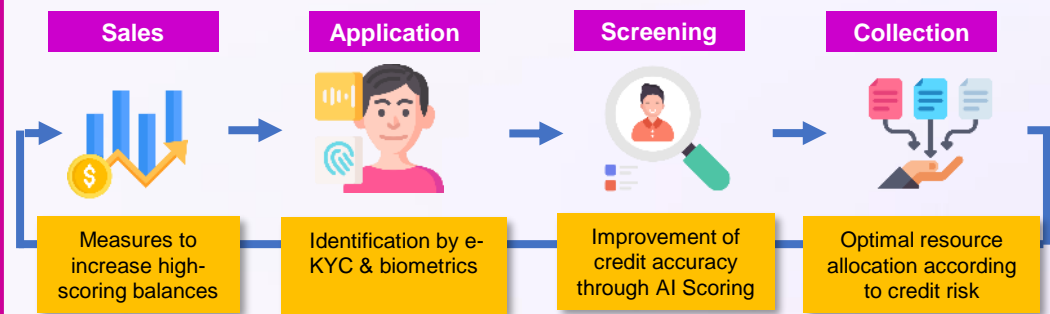 Sales
Application
Screening
Collection
$
Measures to
increase high-
scoring balances
Identification by e-
KYC & biometrics
Improvement of
credit accuracy
through AI Scoring
Optimal resource
allocation according
to credit risk